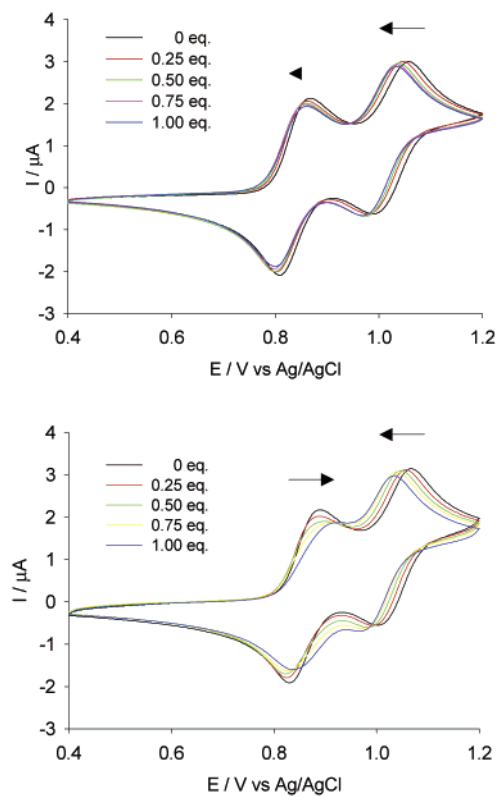 4
3
2
1
0
-1
-2
-3
I / μA
0 eq.
0.25 eq.
0.50 eq.
0.75 eq.
1.00 eq.
0.4 0.6 0.8 1.0 1.2
E / V vs Ag/AgCl
4
3
2
1
0
-1
-2
-3
I / μA
0 eq.
0.25 eq.
0.50 eq.
0.75 eq.
1.00 eq.
0.4 0.6 0.8 1.0 1.2
E / V vs Ag/AgCl